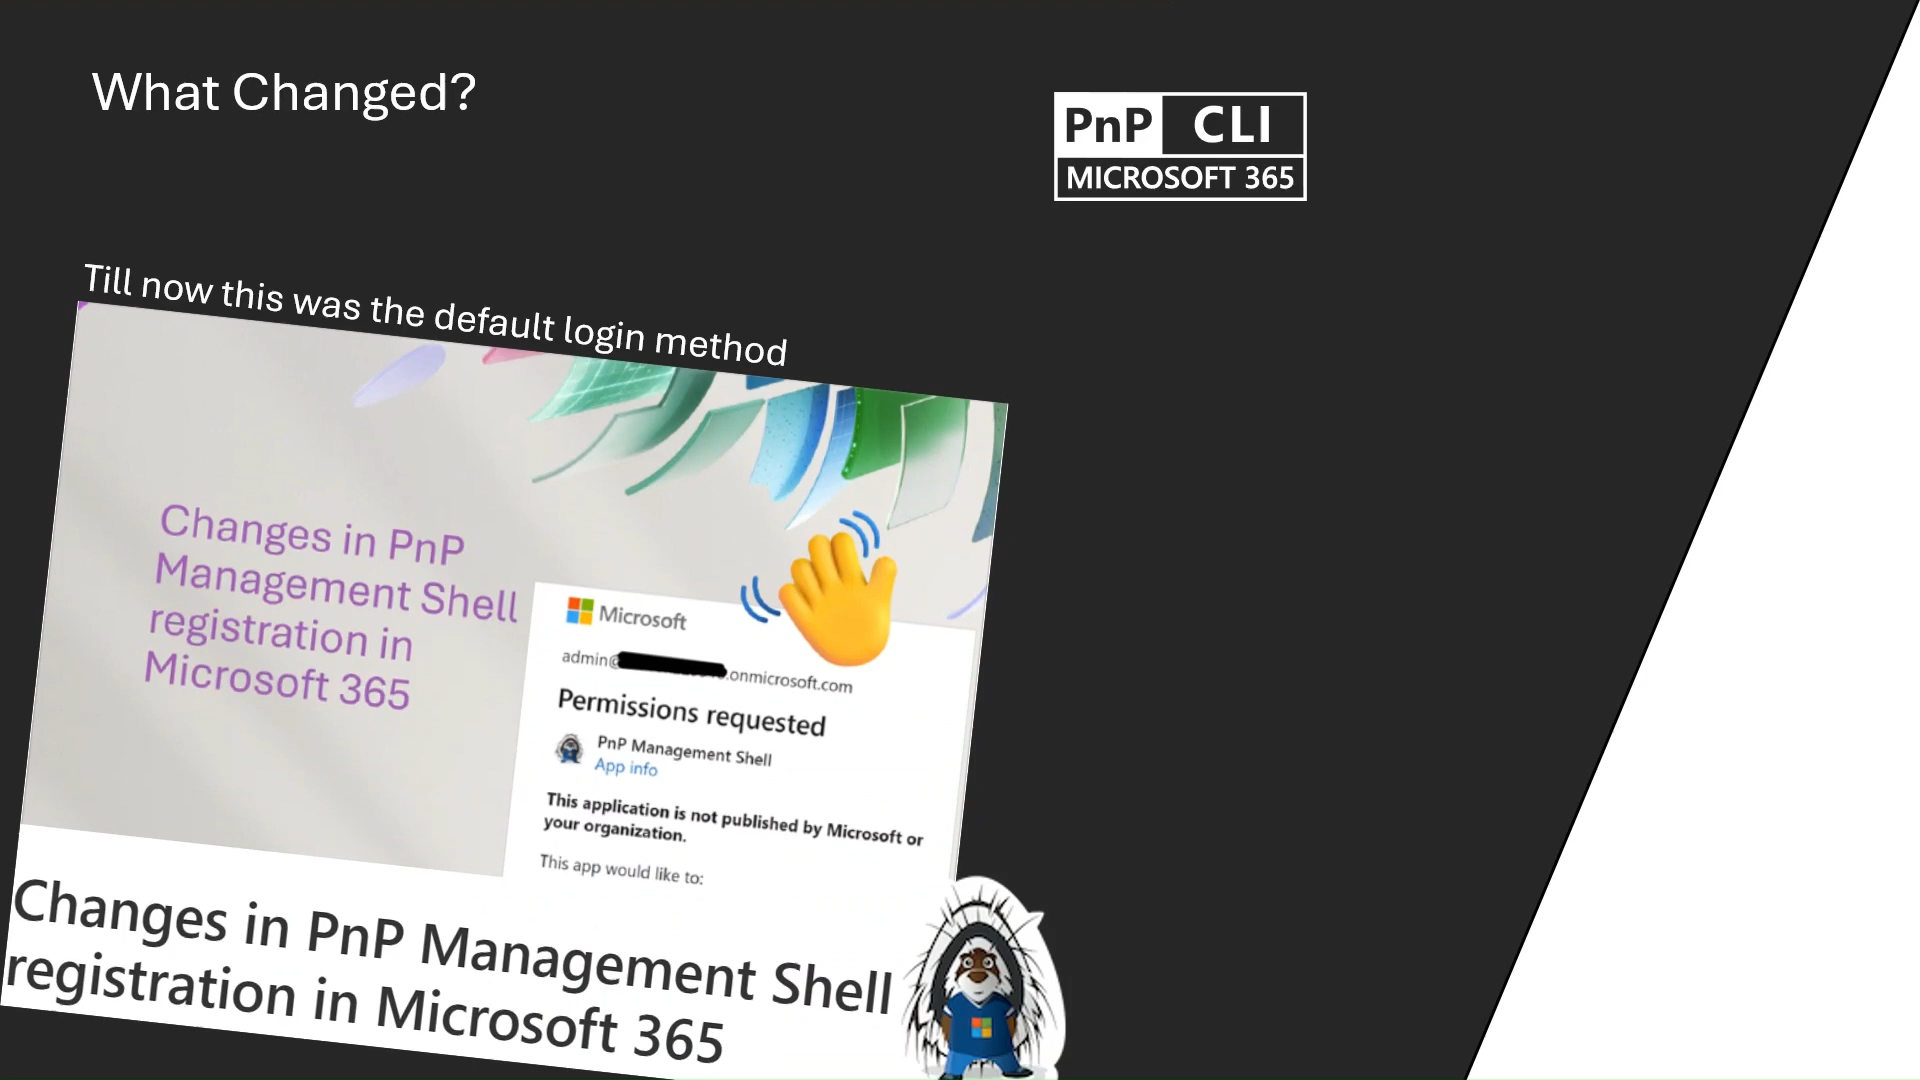 What Changed?
PnP CLI
MICROSOFT 365
Till now this was the default login method
Changes in PnP
Management Shell
registration in
Microsoft 365
Microsoft
admin@
.onmicrosoft.com
Permissions requested
PnP Management Shell
App info
This application is not published by Microsoft or
your organization.
This app would like to:
Changes in PnP Management Shell
registration in Microsoft 365